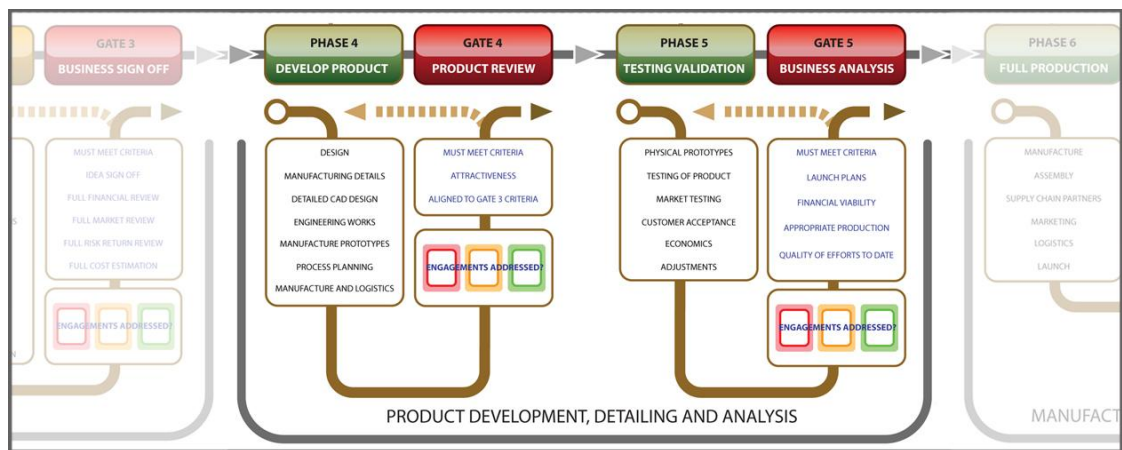 GATE 3
BUSINESS SIGN OFF
MUST MEET CRITERIA
IDEA SIGN OFF
FULL FINANCIAL REVIEW
FULL MARKET REVIEW
FULL RISK RETURN REVIEW
FULL COST ESTIMATION
ENGAGEMENTS ADDRESSED?
PHASE 4
DEVELOP PRODUCT
DESIGN
MANUFACTURING DETAILS
DETAILED CAD DESIGN
ENGINEERING WORKS
MANUFACTURE PROTOTYPES
PROCESS PLANNING
MANUFACTURE AND LOGISTICS
GATE 4
PRODUCT REVIEW
MUST MEET CRITERIA
ATTRACTIVENESS
ALIGNED TO GATE 3 CRITERIA
ENGAGEMENTS ADDRESSED?
PHASE 5
TESTING VALIDATION
PHYSICAL PROTOTYPES
TESTING OF PRODUCT
MARKET TESTING
CUSTOMER ACCEPTANCE
ECONOMICS
ADJUSTMENTS
GATE 5
BUSINESS ANALYSIS
MUST MEET CRITERIA
LAUNCH PLANS
FINANCIAL VIABILITY
APPROPRIATE PRODUCTION
QUALITY OF EFFORTS TO DATE
ENGAGEMENTS ADDRESSED?
PRODUCT DEVELOPMENT, DETAILING AND ANALYSIS
PHASE 6
FULL PRODUCTION
MANUFACTURE
ASSEMBLY
SUPPLY CHAIN PARTNERS
MARKETING
LOGISTICS
LAUNCH
MANUFACT